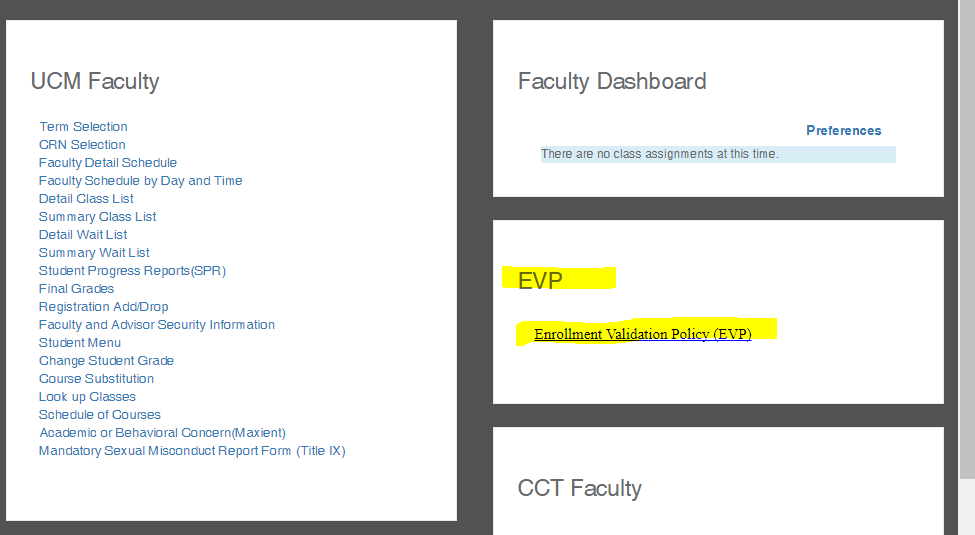 UCM Faculty
Term Selection
CRN Selection
Faculty Detail Schedule
Faculty Schedule by Day and Time
Detail Class List
Summary Class List
Detail Wait List
Summary Wait List
Student Progress Reports(SPR)
Final Grades
Registration Add/Drop
Faculty and Advisor Security Information
Student Menu
Change Student Grade
Course Substitution
Look up Classes
Schedule of Courses
Academic or Behavioral Concern(Maxient)
Mandatory Sexual Misconduct Report Form (Title IX)
Faculty Dashboard
Preferences
There are no class assignments at this time.
EVP
Enrollment Validation Policy (EVP)
CCT Faculty